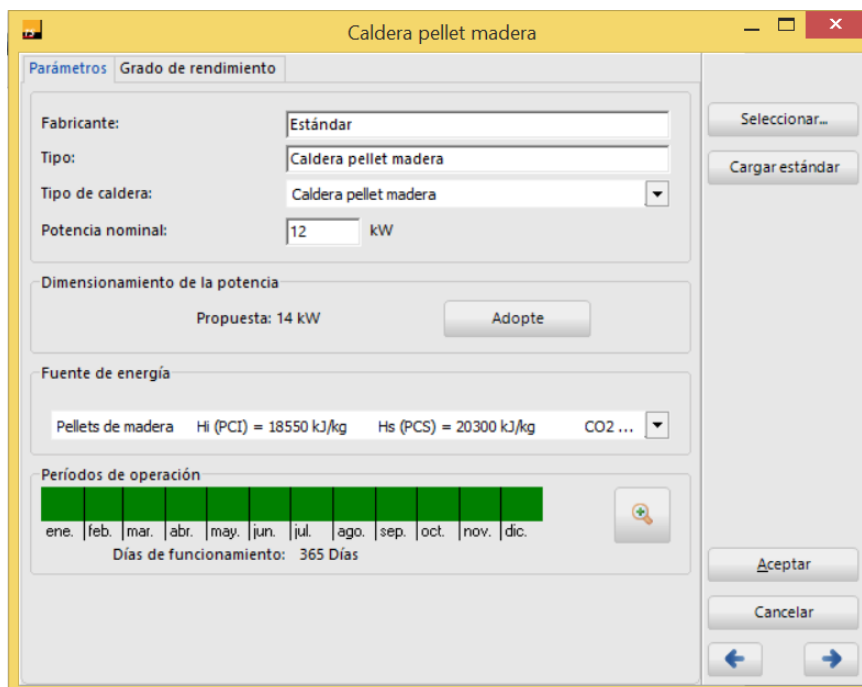 Caldera pellet madera
Parámetros Grado de rendimiento
Fabricante: Estándar
Tipo: Caldera pellet madera
Tipo de caldera: Caldera pellet madera
Potencia nominal: 12 kW
Dimensionamiento de la potencia
Propuesta: 14 kW Adopte
Fuente de energía
Pellets de madera Hi (PCI) = 18550 kJ/kg Hs (PCS) = 20300 kJ/kg CO2 ...
Períodos de operación
ene. feb. mar. abr. may. jun. jul. ago. sep. oct. nov. dic.
Días de funcionamiento: 365 Días
Seleccionar...
Cargar estándar
Aceptar
Cancelar